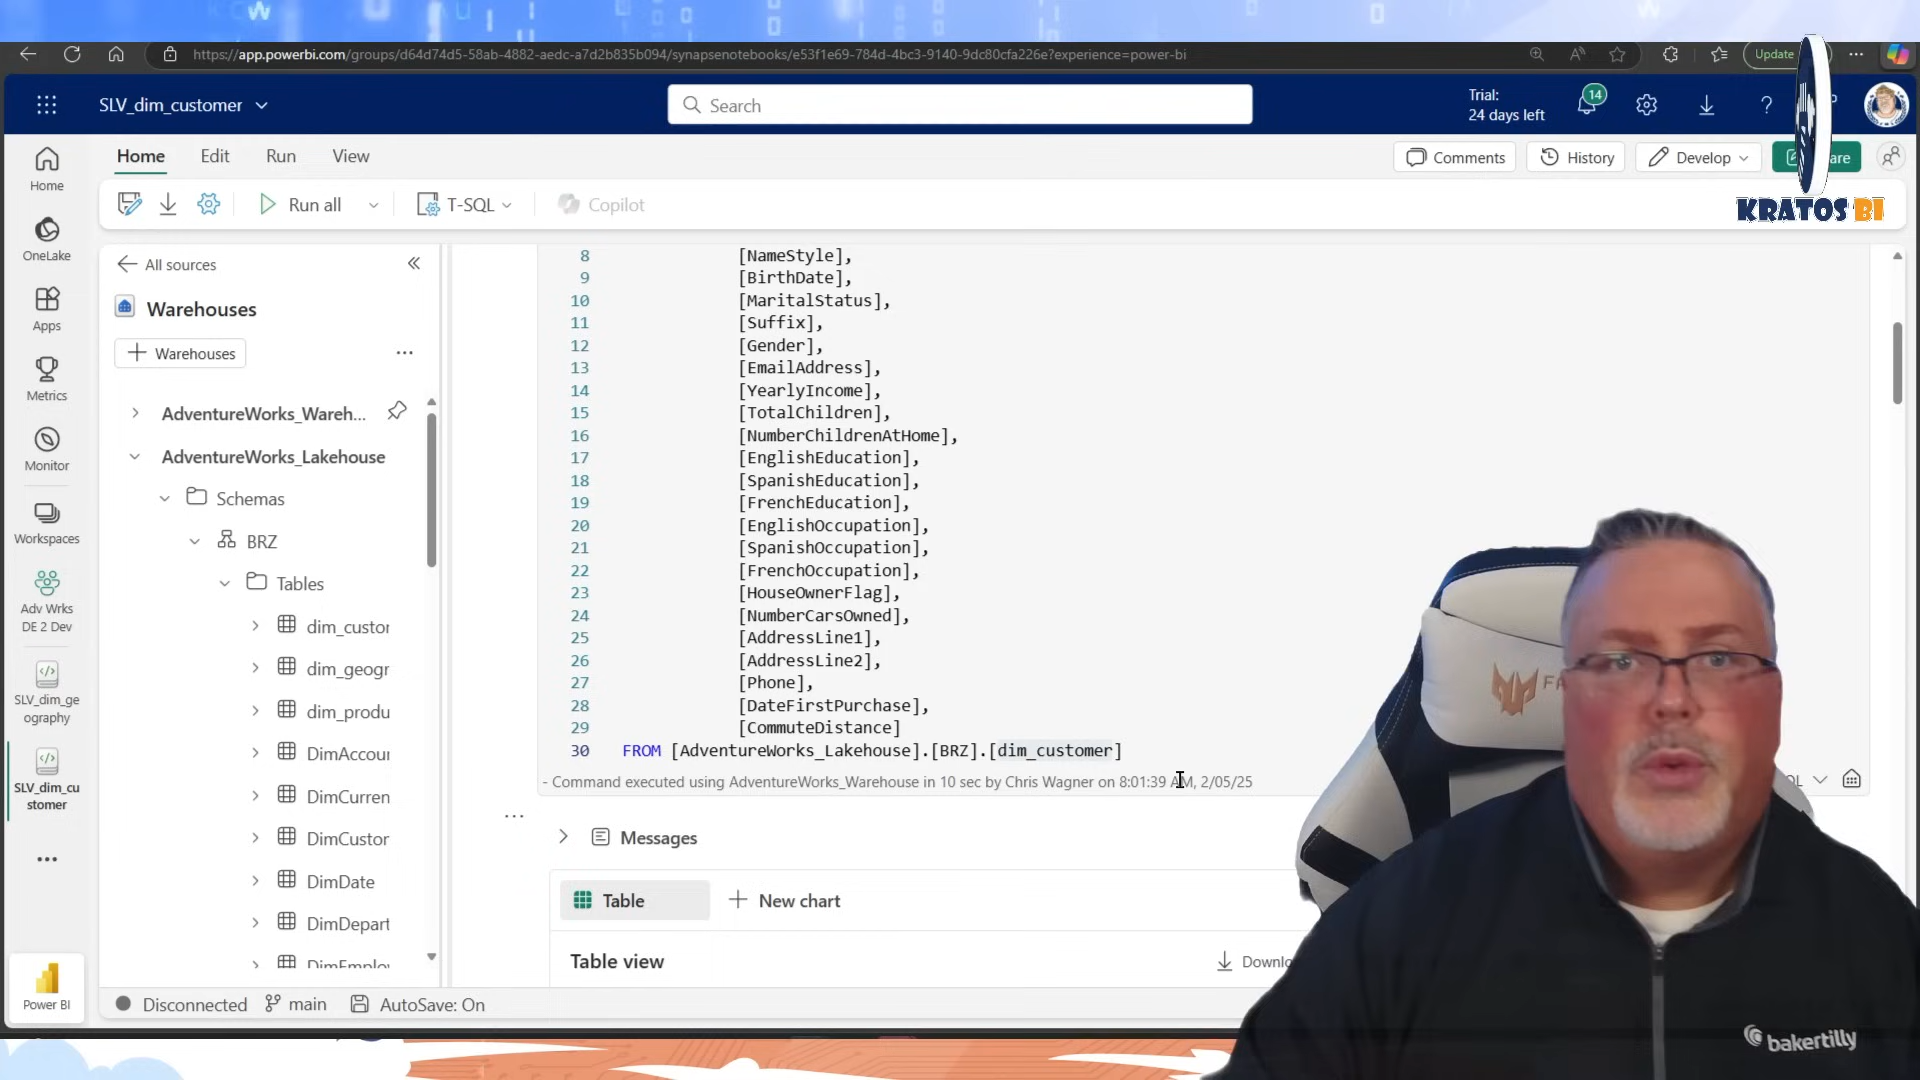 https://app.powerbi.com/groups/d64d74d5-58ab-4882-aedc-a7d2b835b094/synapsenotebooks/e53f1e69-784d-4bc3-9140-9dc80cfa226e?experience=power-bi
Update
SLV_dim_customer
Search
Trial:
24 days left
14
Home
Edit
Run
View
Comments
History
Develop
are
Run all
T-SQL
Copilot
KRATOS BI
Home
OneLake
Apps
Metrics
Monitor
Workspaces
Adv Wrks
DE 2 Dev
SLV_dim_ge
ography
SLV_dim_cu
stomer
Power BI
All sources
Warehouses
Warehouses
AdventureWorks_Wareh...
AdventureWorks_Lakehouse
Schemas
BRZ
Tables
dim_custor
dim_geogr
dim_produ
DimAccou
DimCurren
DimCustor
DimDate
DimDepart
DimEmplo
8 [NameStyle],
9 [BirthDate],
10 [MaritalStatus],
11 [Suffix],
12 [Gender],
13 [EmailAddress],
14 [YearlyIncome],
15 [TotalChildren],
16 [NumberChildrenAtHome],
17 [EnglishEducation],
18 [SpanishEducation],
19 [FrenchEducation],
20 [EnglishOccupation],
21 [SpanishOccupation],
22 [FrenchOccupation],
23 [HouseOwnerFlag],
24 [NumberCarsOwned],
25 [AddressLine1],
26 [AddressLine2],
27 [Phone],
28 [DateFirstPurchase],
29 [CommuteDistance]
30 FROM [AdventureWorks_Lakehouse].[BRZ].[dim_customer]
- Command executed using AdventureWorks_Warehouse in 10 sec by Chris Wagner on 8:01:39 AM, 2/05/25
Messages
Table
New chart
Table view
Downlo
Disconnected
main
AutoSave: On
bakertilly